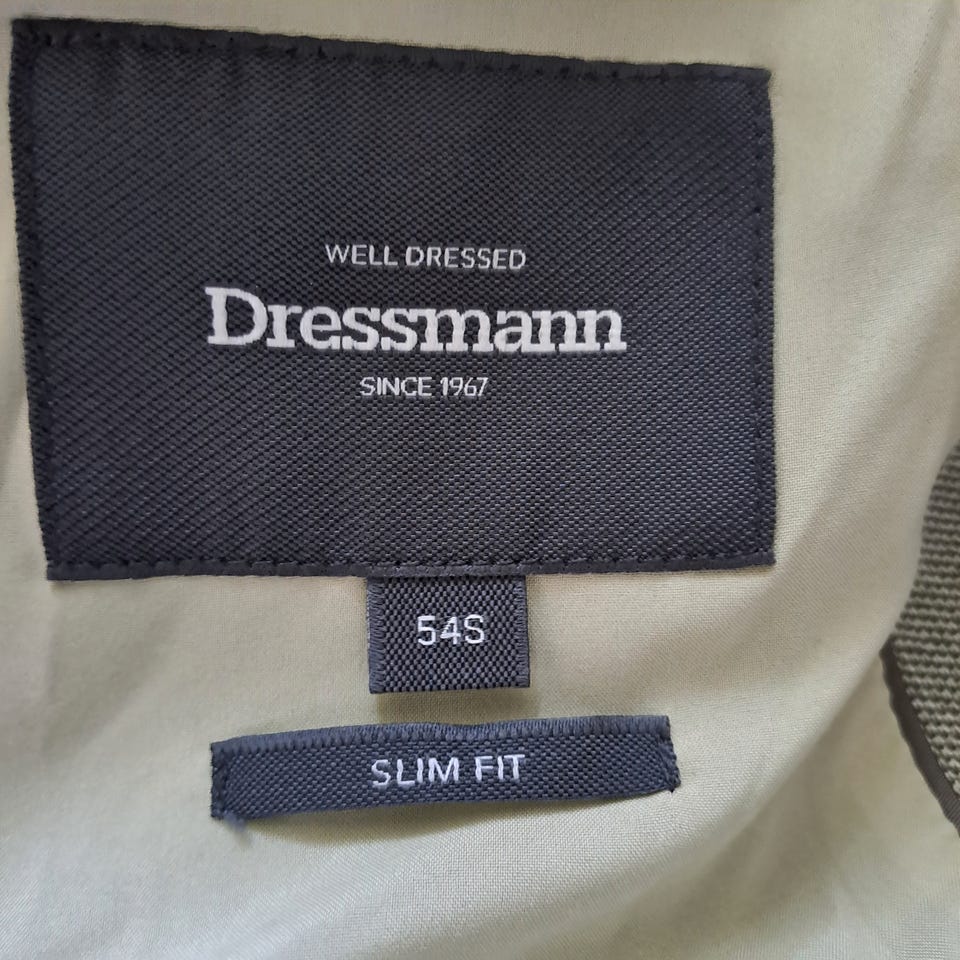 WELL DRESSED
Dressmann
SINCE 1967
54S
SLIM FIT